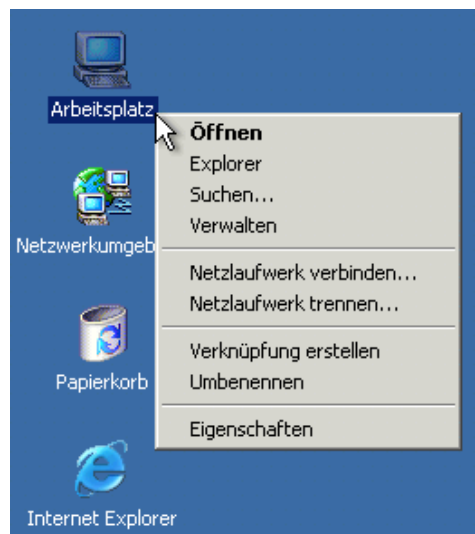 Arbeitsplatz
Öffnen
Explorer
Suchen...
Verwalten
Netzlaufwerk verbinden...
Netzlaufwerk trennen...
Verknüpfung erstellen
Umbenennen
Eigenschaften
Netzwerkumgeb
Papierkorb
Internet Explorer